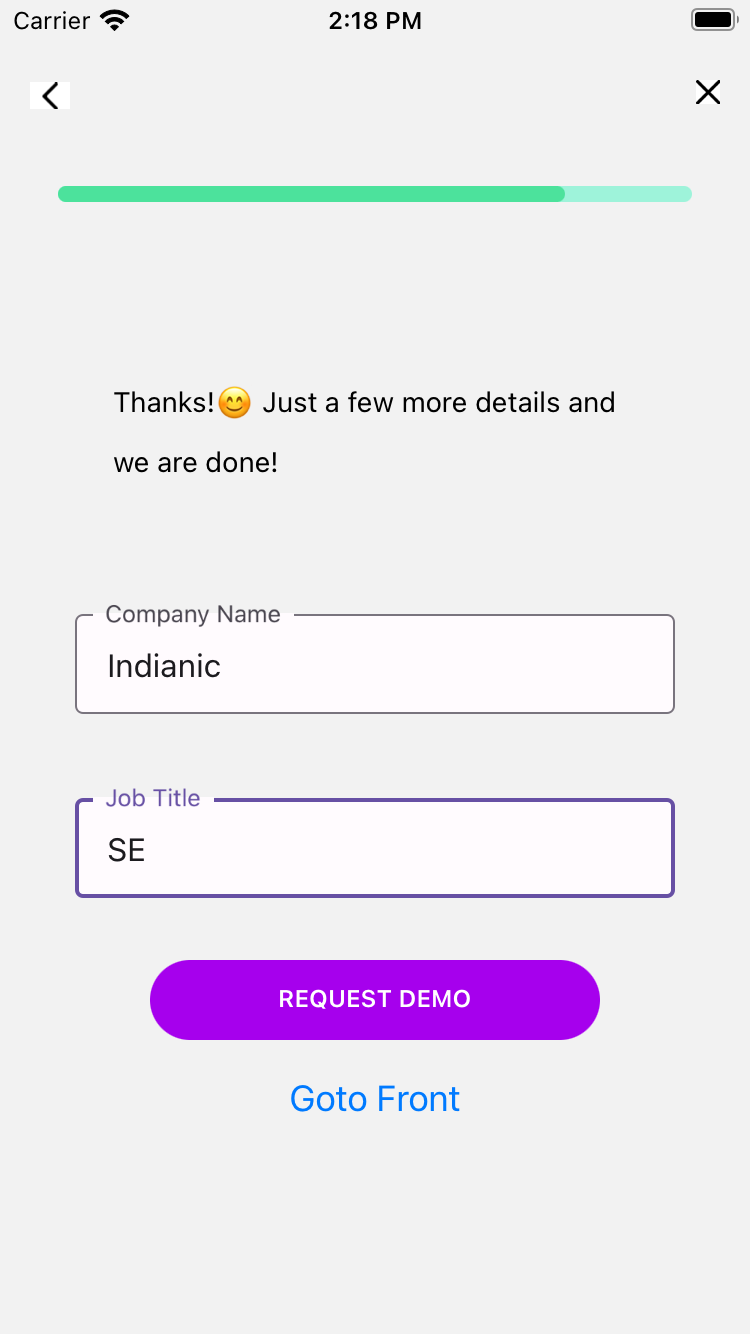 Carrier 2:18 PM
Thanks!😊 Just a few more details and
we are done!
Company Name
Indianic
Job Title
SE
REQUEST DEMO
Goto Front